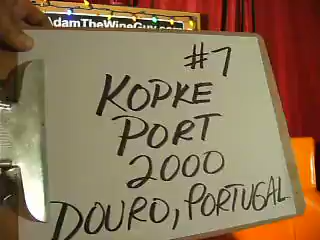 AdamTheWineGuy.com
#7
KOPKE
PORT
2000
DOURO, PORTUGAL